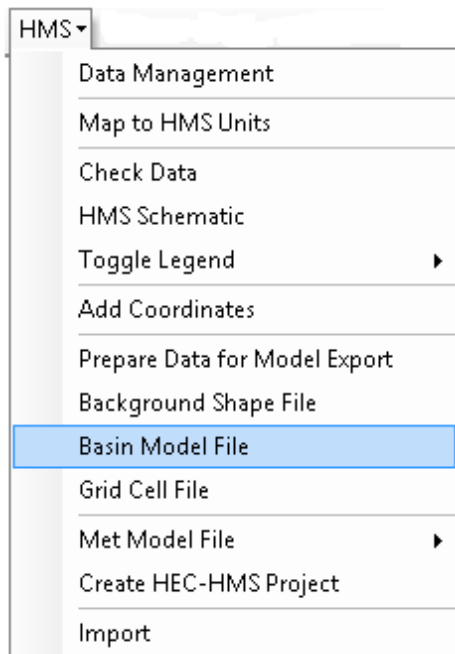 HMS
Data Management
Map to HMS Units
Check Data
HMS Schematic
Toggle Legend
Add Coordinates
Prepare Data for Model Export
Background Shape File
Basin Model File
Grid Cell File
Met Model File
Create HEC-HMS Project
Import